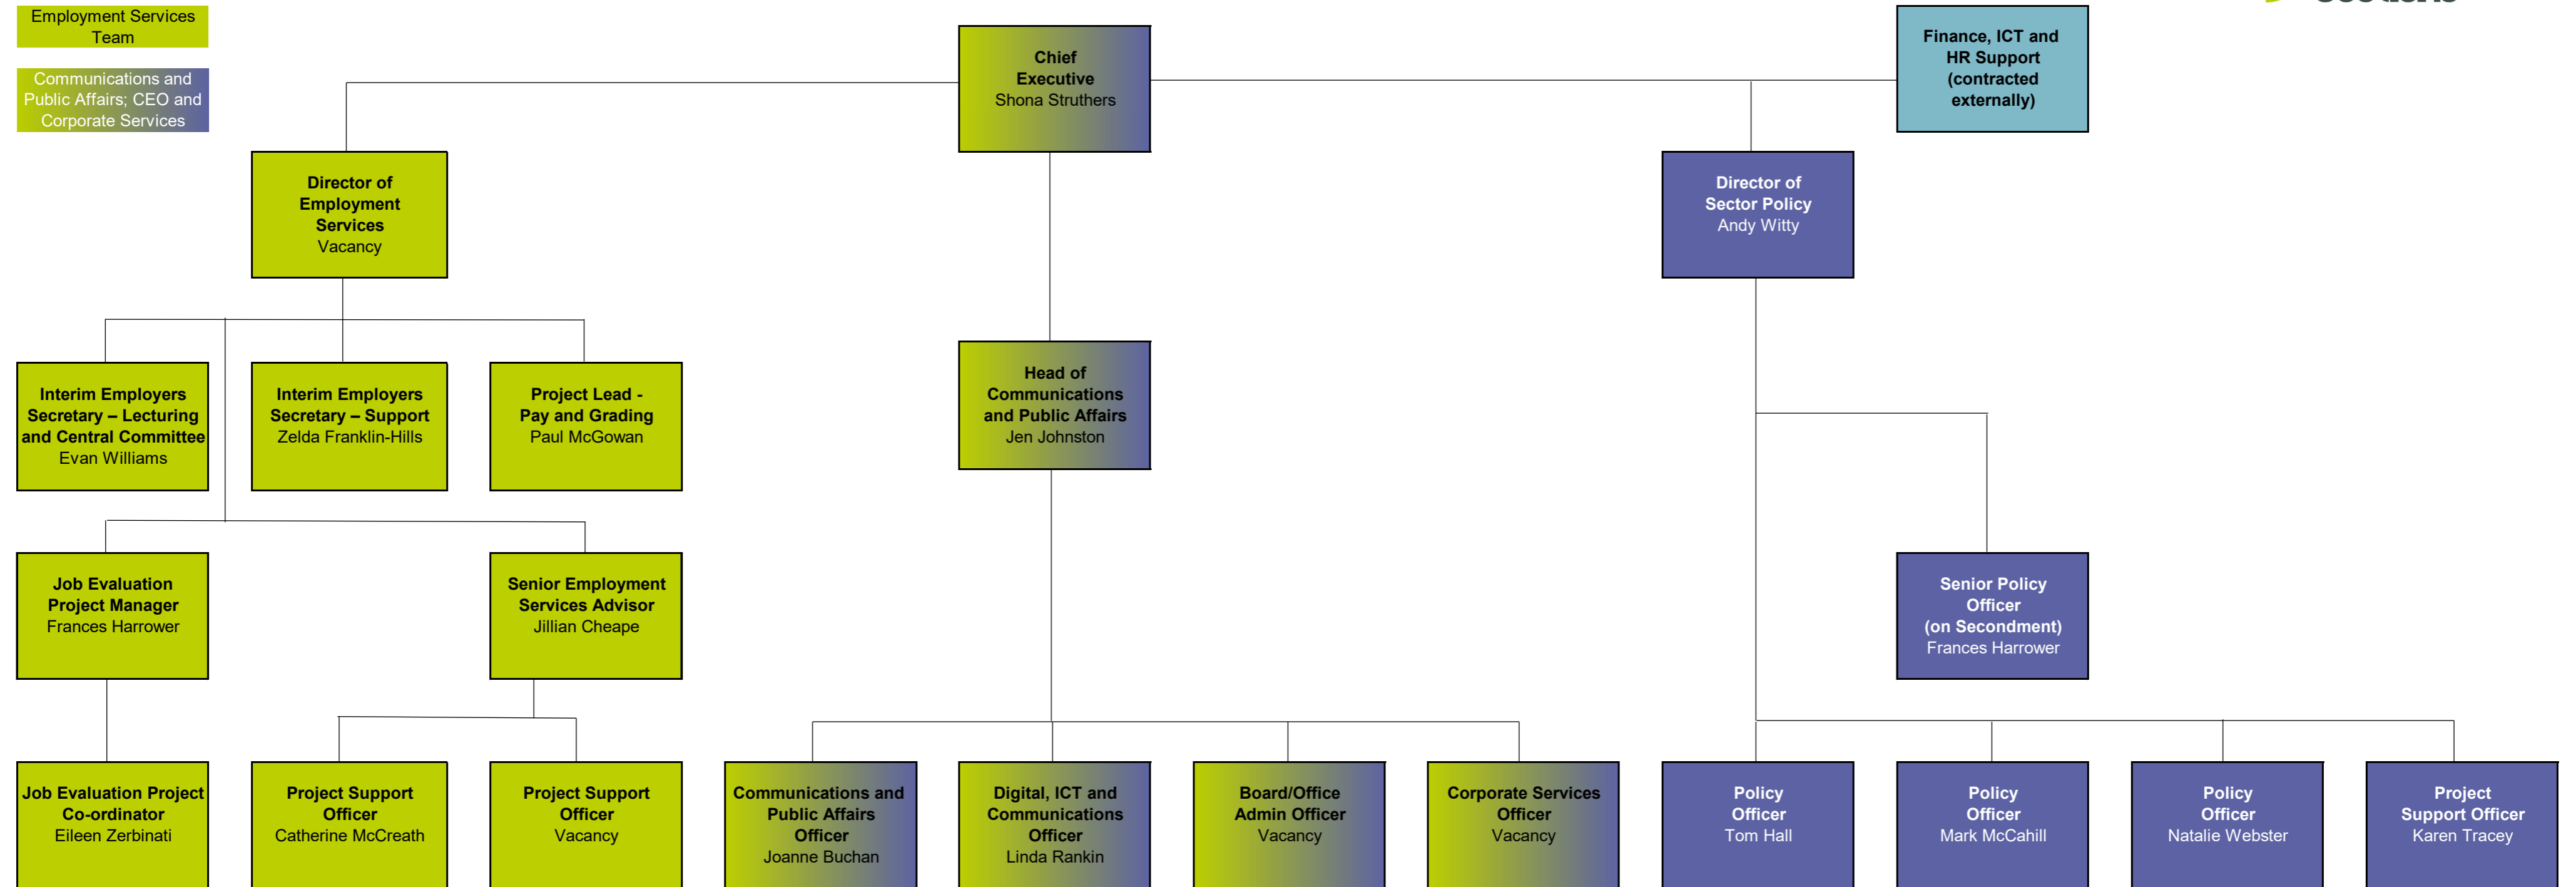 Employment Services
Team
Communications and
Public Affairs; CEO and
Corporate Services
Chief
Executive
Shona Struthers
Finance, ICT and
HR Support
(contracted
externally)
Director of
Employment
Services
Vacancy
Director of
Sector Policy
Andy Witty
Interim Employers
Secretary – Lecturing
and Central Committee
Evan Williams
Interim Employers
Secretary – Support
Zelda Franklin-Hills
Project Lead -
Pay and Grading
Paul McGowan
Head of
Communications
and Public Affairs
Jen Johnston
Job Evaluation
Project Manager
Frances Harrower
Senior Employment
Services Advisor
Jillian Cheape
Senior Policy
Officer
(on Secondment)
Frances Harrower
Job Evaluation Project
Co-ordinator
Eileen Zerbinati
Project Support
Officer
Catherine McCreath
Project Support
Officer
Vacancy
Communications and
Public Affairs
Officer
Joanne Buchan
Digital, ICT and
Communications
Officer
Linda Rankin
Board/Office
Admin Officer
Vacancy
Corporate Services
Officer
Vacancy
Policy
Officer
Tom Hall
Policy
Officer
Mark McCahill
Policy
Officer
Natalie Webster
Project
Support Officer
Karen Tracey